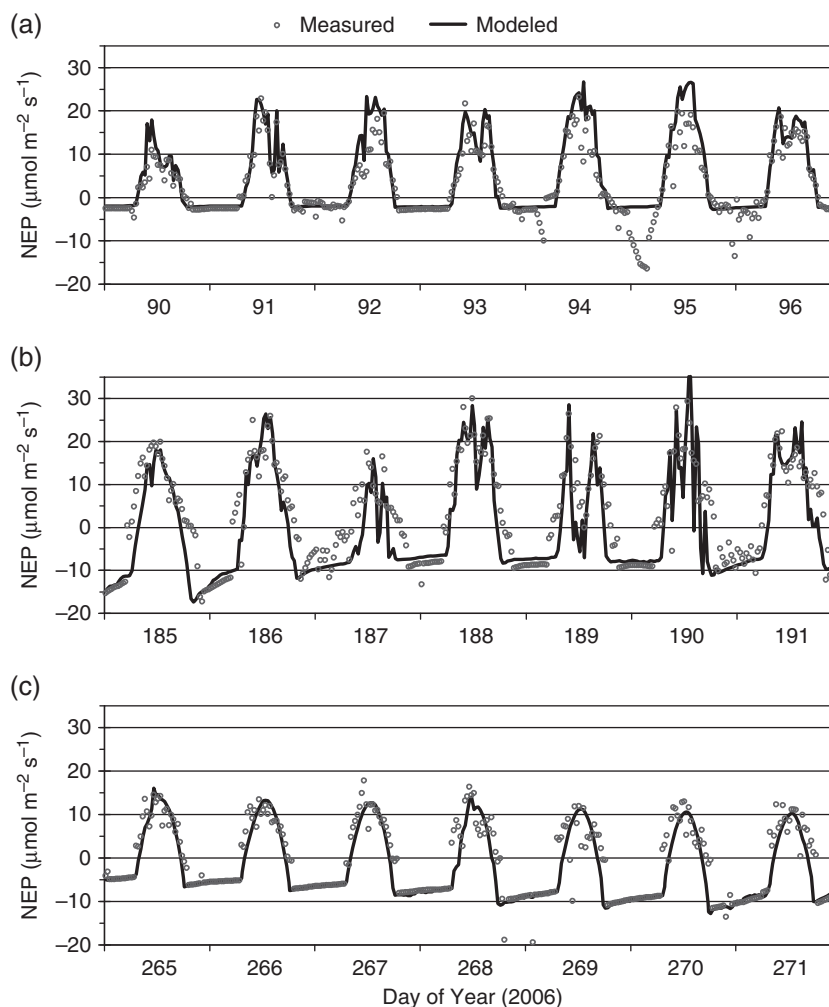 (a)
Measured
Modeled
NEP (μmol m⁻² s⁻¹)
30
20
10
0
−10
−20
90 91 92 93 94 95 96
(b)
NEP (μmol m⁻² s⁻¹)
30
20
10
0
−10
−20
185 186 187 188 189 190 191
(c)
NEP (μmol m⁻² s⁻¹)
30
20
10
0
−10
−20
265 266 267 268 269 270 271
Day of Year (2006)